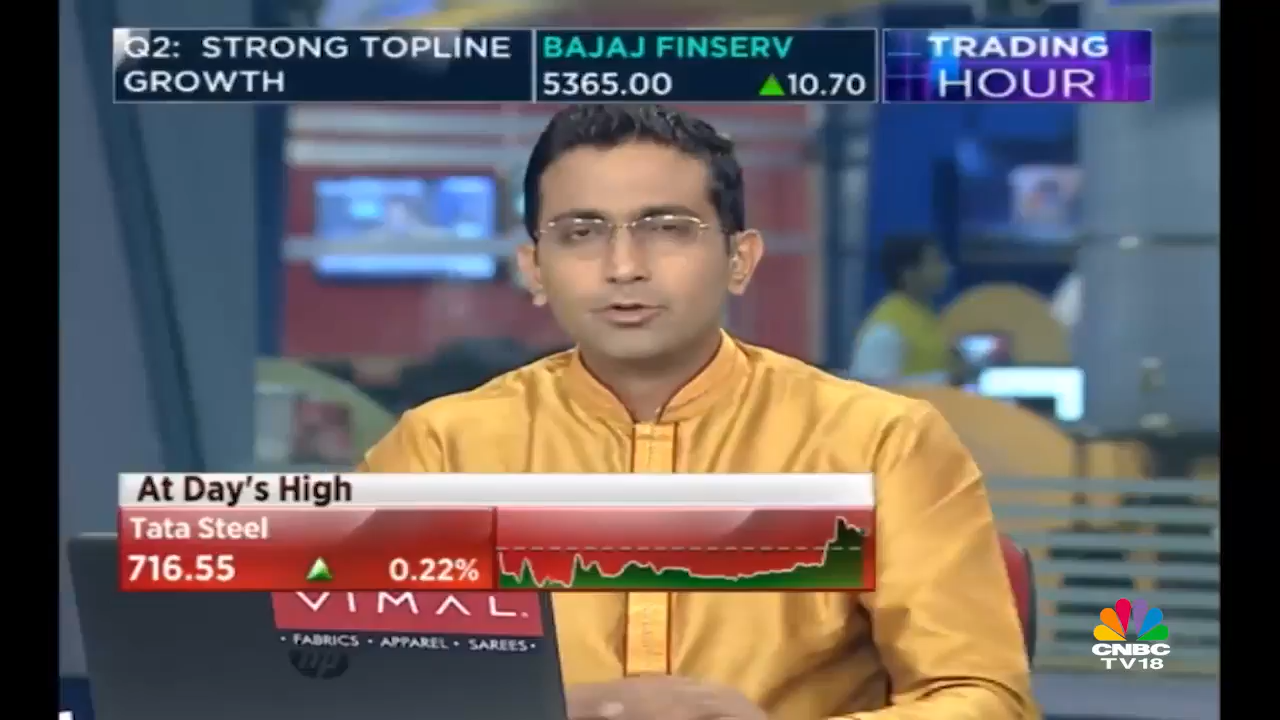 Q2: STRONG TOPLINE
GROWTH
BAJAJ FINSERV
5365.00 ▲10.70
TRADING
HOUR
At Day's High
Tata Steel
716.55 ▲ 0.22%
VIMAL.
• FABRICS • APPAREL • SAREES •
hp
CNBC
TV18